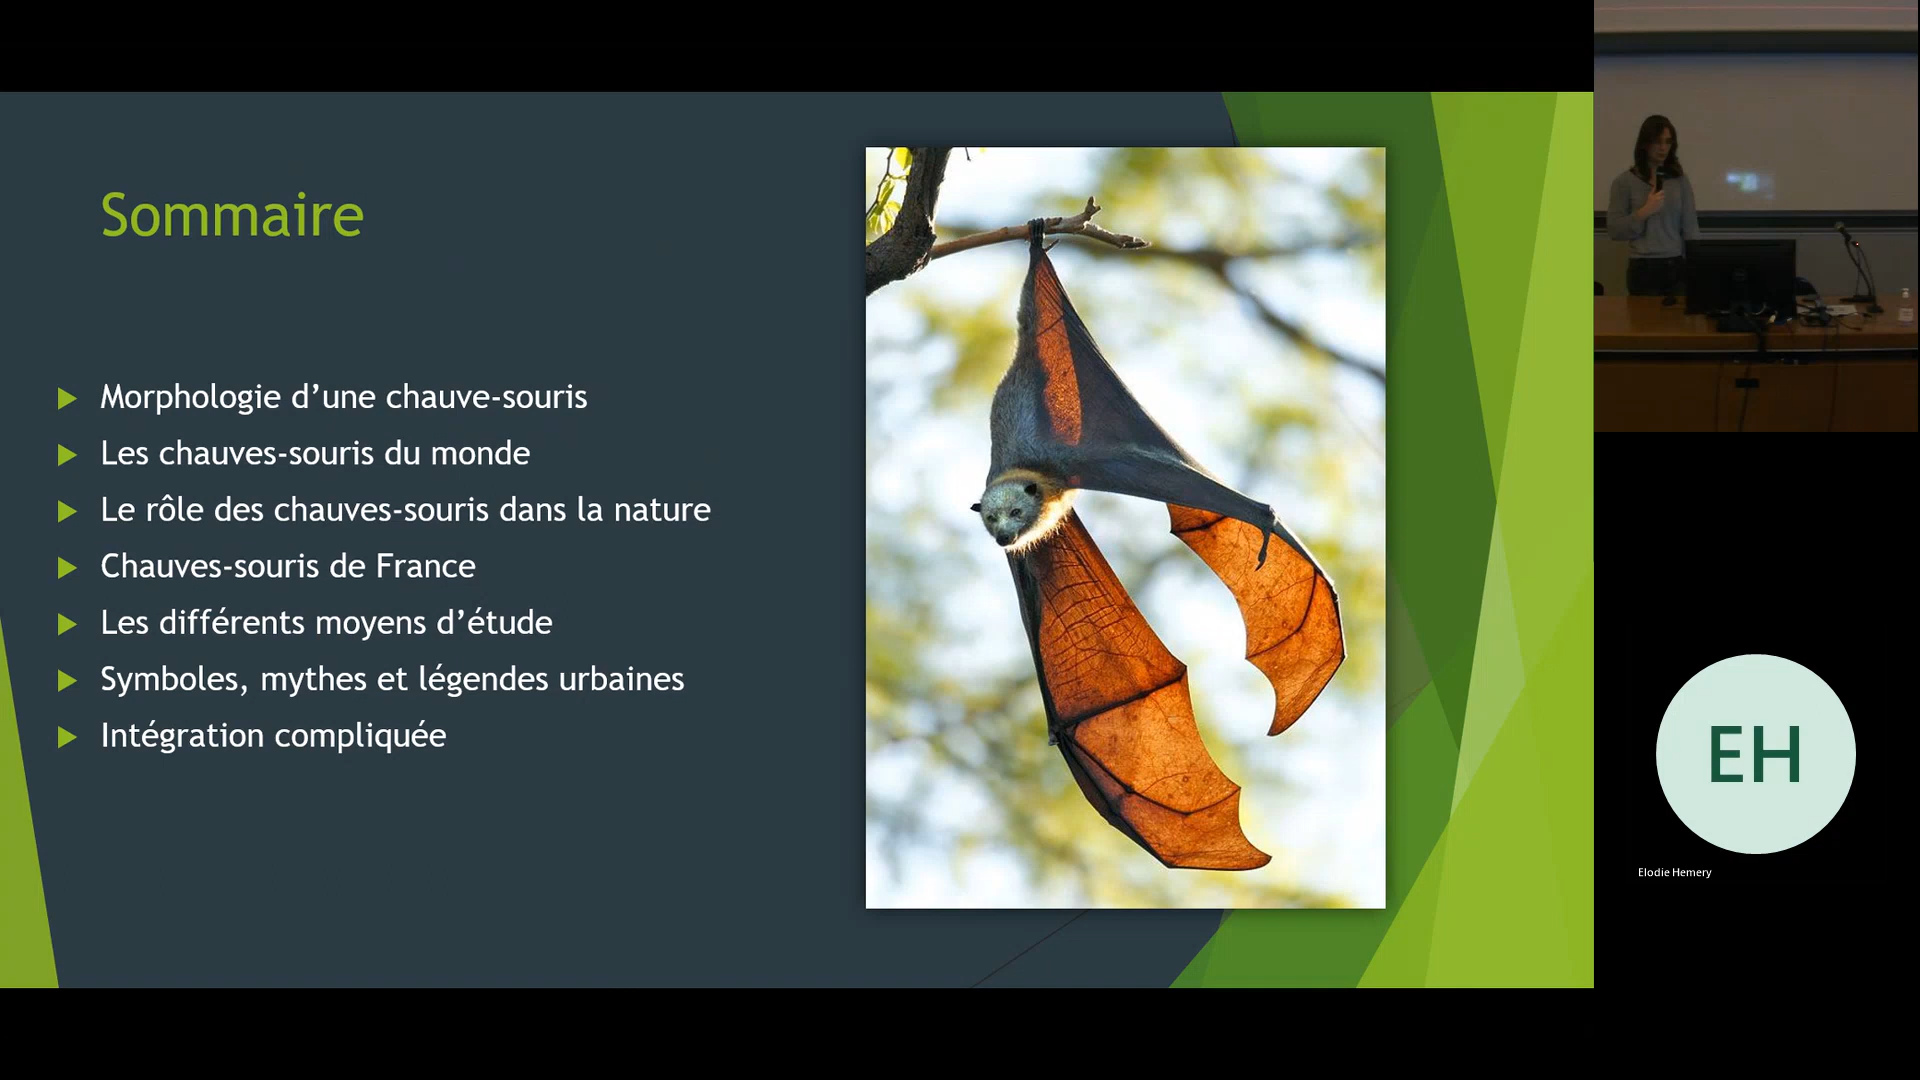 Sommaire
Morphologie d’une chauve-souris
Les chauves-souris du monde
Le rôle des chauves-souris dans la nature
Chauves-souris de France
Les différents moyens d’étude
Symboles, mythes et légendes urbaines
Intégration compliquée
EH
Elodie Hemery